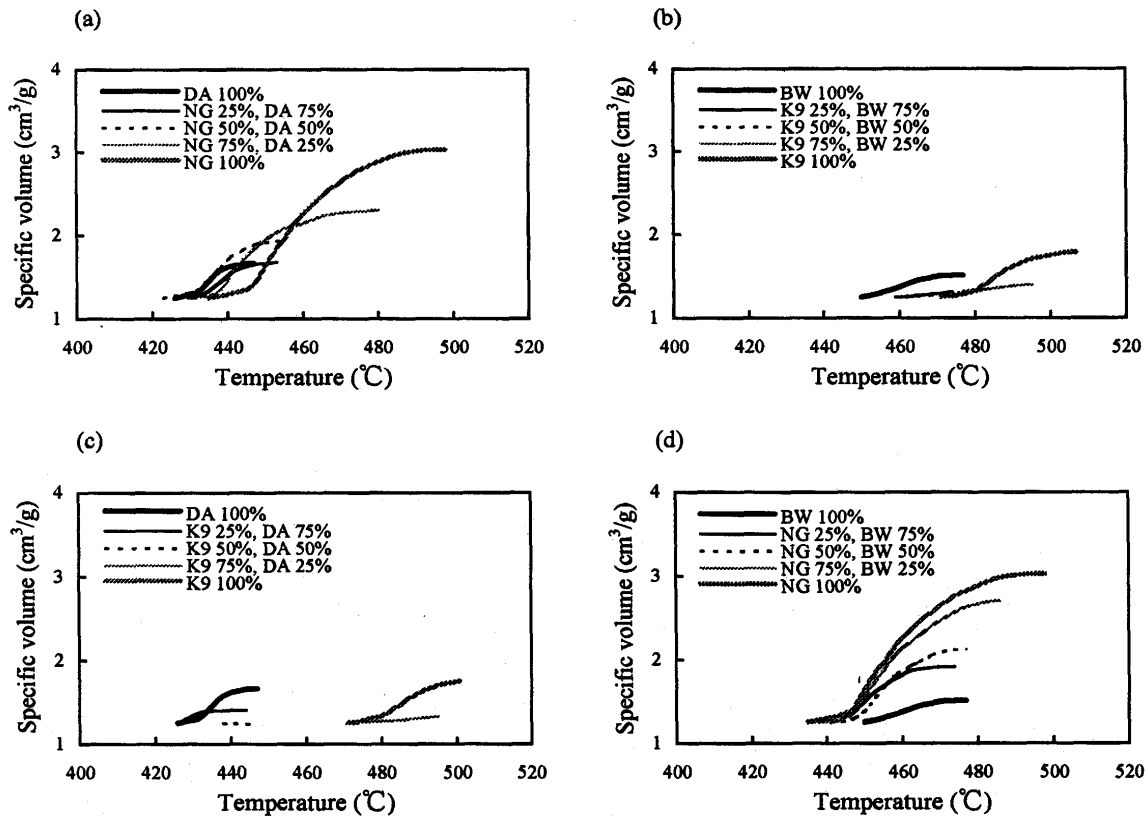 (a)
Specific volume (cm³/g)
4
3
2
1
DA 100%
NG 25%, DA 75%
NG 50%, DA 50%
NG 75%, DA 25%
NG 100%
400 420 440 460 480 500 520
Temperature (℃)
(b)
Specific volume (cm³/g)
4
3
2
1
BW 100%
K9 25%, BW 75%
K9 50%, BW 50%
K9 75%, BW 25%
K9 100%
400 420 440 460 480 500 520
Temperature (℃)
(c)
Specific volume (cm³/g)
4
3
2
1
DA 100%
K9 25%, DA 75%
K9 50%, DA 50%
K9 75%, DA 25%
K9 100%
400 420 440 460 480 500 520
Temperature (℃)
(d)
Specific volume (cm³/g)
4
3
2
1
BW 100%
NG 25%, BW 75%
NG 50%, BW 50%
NG 75%, BW 25%
NG 100%
400 420 440 460 480 500 520
Temperature (℃)